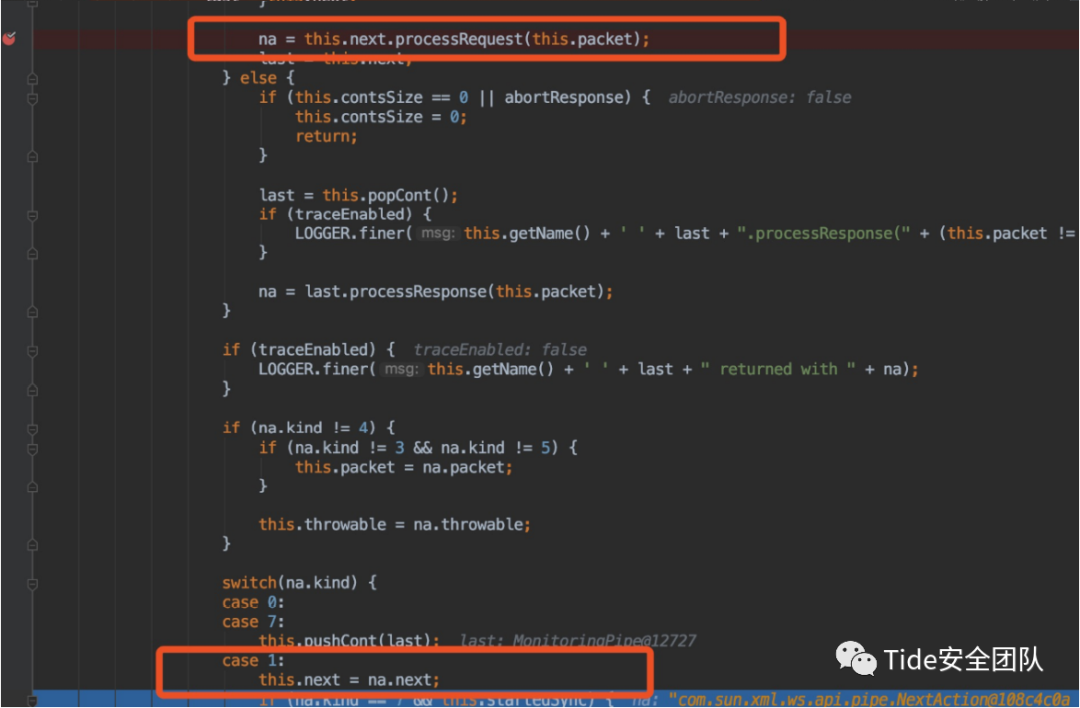 na = this.next.processRequest(this.packet);
last = this.next;
} else {
if (this.contsSize == 0 || abortResponse) { abortResponse: false
this.contsSize = 0;
return;
}
last = this.popCont();
if (traceEnabled) {
LOGGER.finer( msg: this.getName() + ' ' + last + ".processResponse(" + (this.packet !=
}
na = last.processResponse(this.packet);
}
if (traceEnabled) { traceEnabled: false
LOGGER.finer( msg: this.getName() + ' ' + last + " returned with " + na);
}
if (na.kind != 4) {
if (na.kind != 3 && na.kind != 5) {
this.packet = na.packet;
}
this.throwable = na.throwable;
}
switch(na.kind) {
case 0:
case 7:
this.pushCont(last); last: MonitoringPipe@12727
case 1:
this.next = na.next;
if (na.kind == 7 && this.startedSync) { na: "com.sun.xml.ws.api.pipe.NextAction@108c4c0a
Tide安全团队